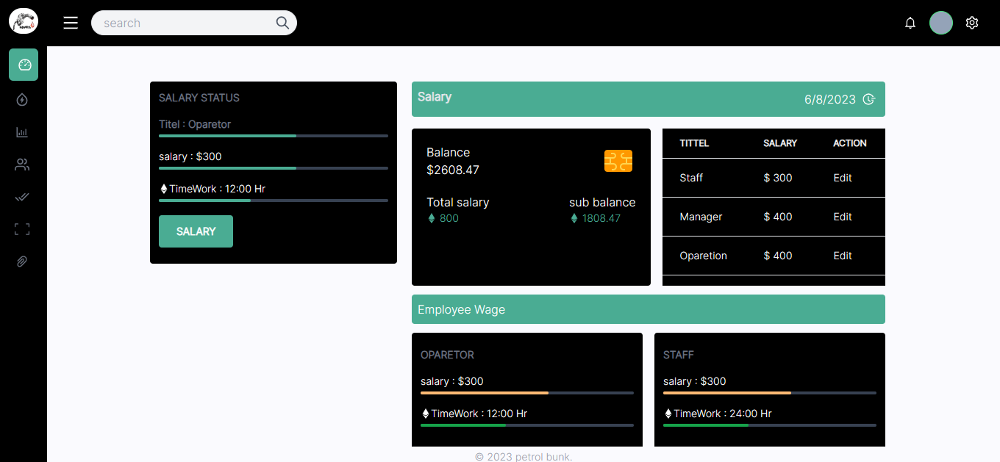 search
SALARY STATUS
Titel : Oparetor
salary : $300
TimeWork : 12:00 Hr
SALARY
Salary
6/8/2023
Balance
$2608.47
Total salary
sub balance
800
1808.47
TITTEL SALARY ACTION
Staff $ 300 Edit
Manager $ 400 Edit
Oparetion $ 400 Edit
Employee Wage
OPARETOR
salary : $300
TimeWork : 12:00 Hr
STAFF
salary : $300
TimeWork : 24:00 Hr
© 2023 petrol bunk.